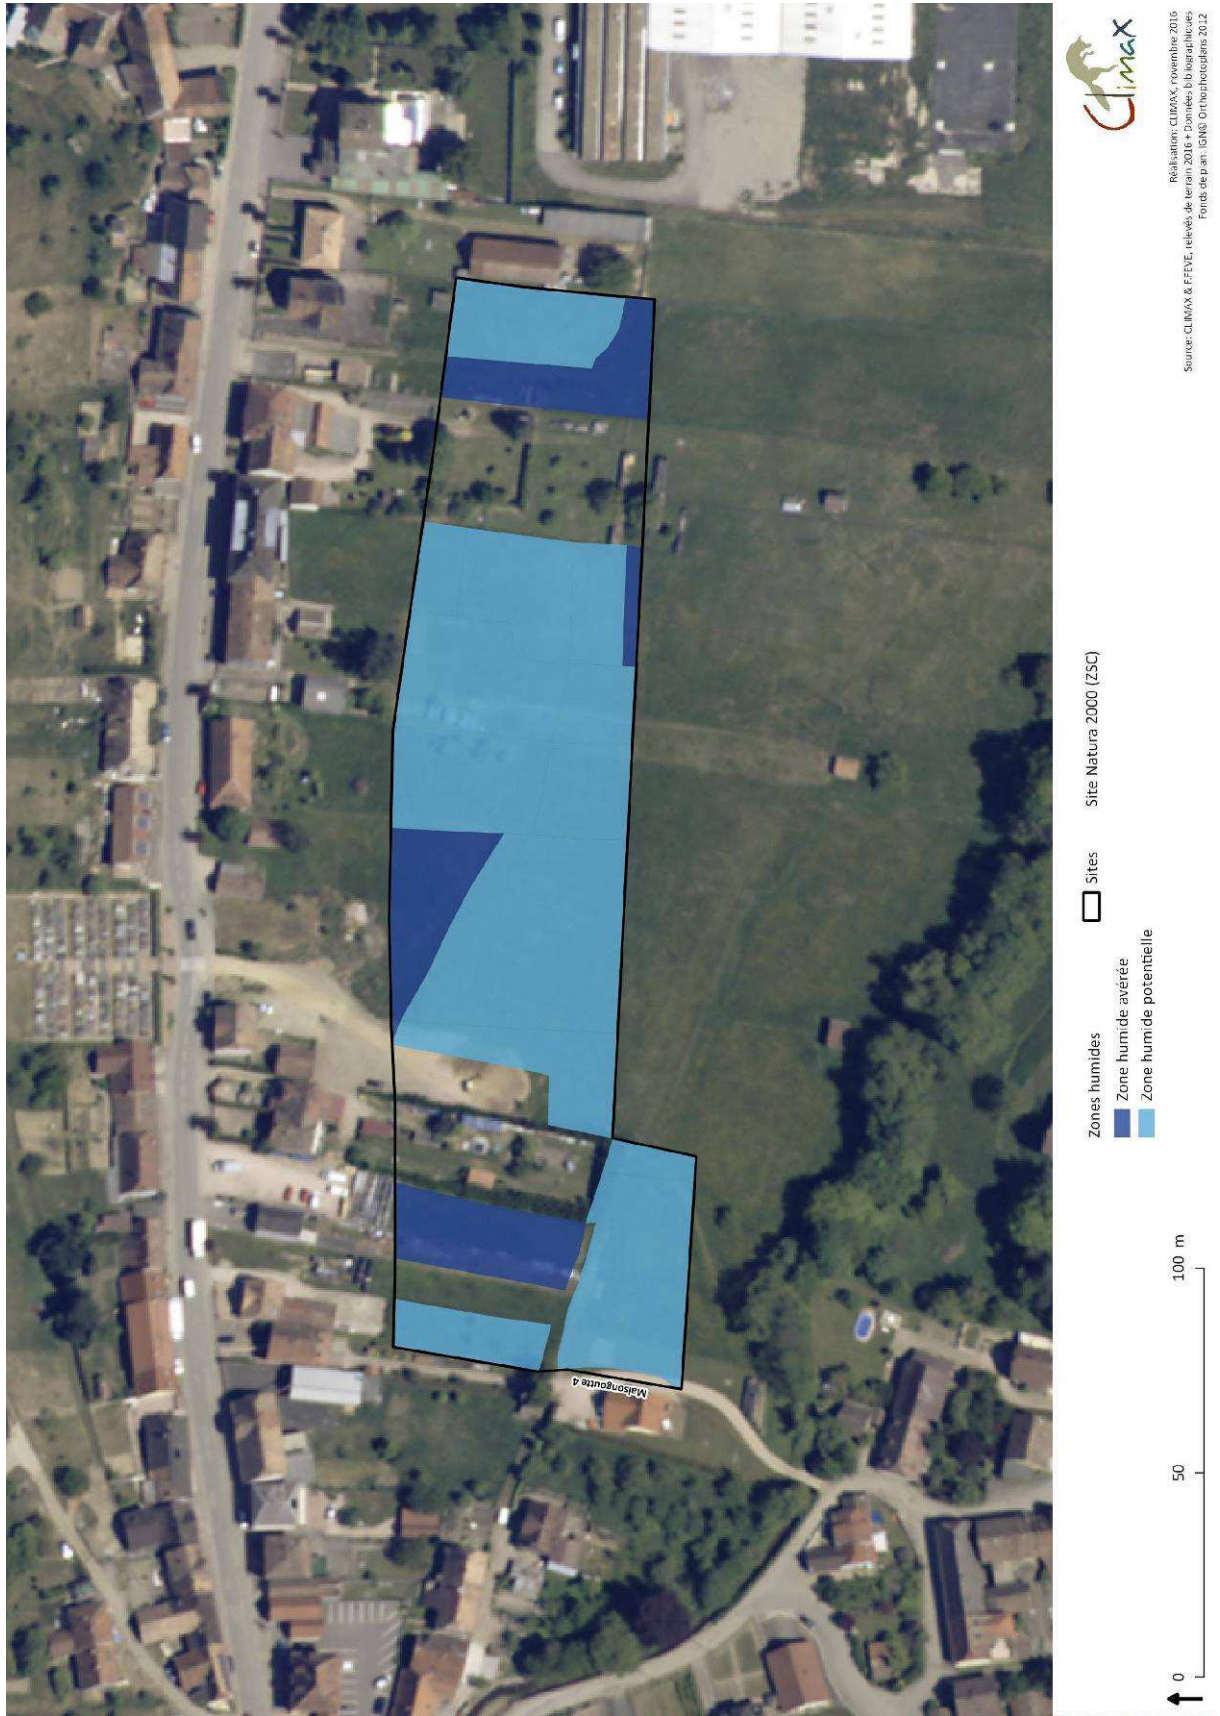 Maisongoutte 4
Zones humides
Zone humide avérée
Zone humide potentielle
Sites
Site Natura 2000 (ZSC)
0 50 100 m
ClimaX
Réalisation: CLIMAX, novembre 2016
Source: CLIMAX & F.FEVE, relevés de terrain 2016 + Données bibliographiques
Fonds de plan: IGN© Orthophotoplans 2012